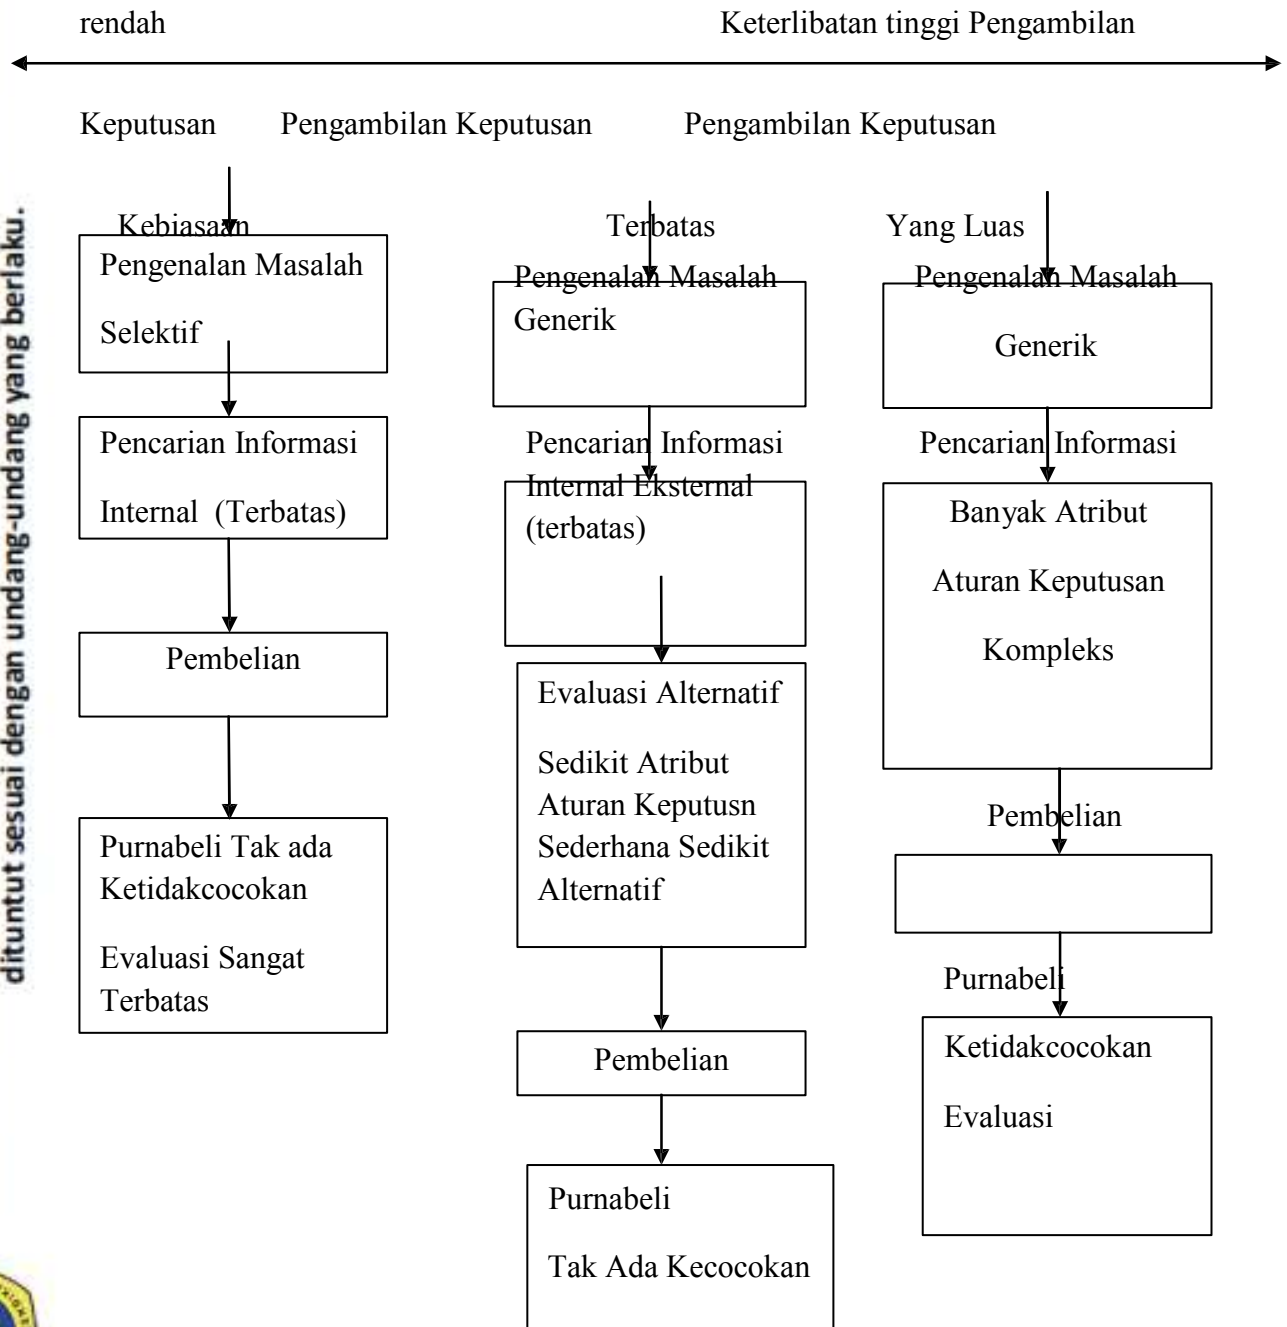 rendah Keterlibatan tinggi Pengambilan
Keputusan Pengambilan Keputusan Pengambilan Keputusan
Kebiasaan Terbatas Yang Luas
Pengenalan Masalah
Selektif
Pencarian Informasi
Internal (Terbatas)
Pembelian
Purnabeli Tak ada
Ketidakcocokan
Evaluasi Sangat
Terbatas
Pengenalan Masalah
Generik
Pencarian Informasi
Internal Eksternal
(terbatas)
Evaluasi Alternatif
Sedikit Atribut
Aturan Keputusn
Sederhana Sedikit
Alternatif
Pembelian
Purnabeli
Tak Ada Kecocokan
Pengenalan Masalah
Generik
Pencarian Informasi
Banyak Atribut
Aturan Keputusan
Kompleks
Pembelian
Purnabeli
Ketidakcocokan
Evaluasi
dituntut sesuai dengan undang-undang yang berlaku.